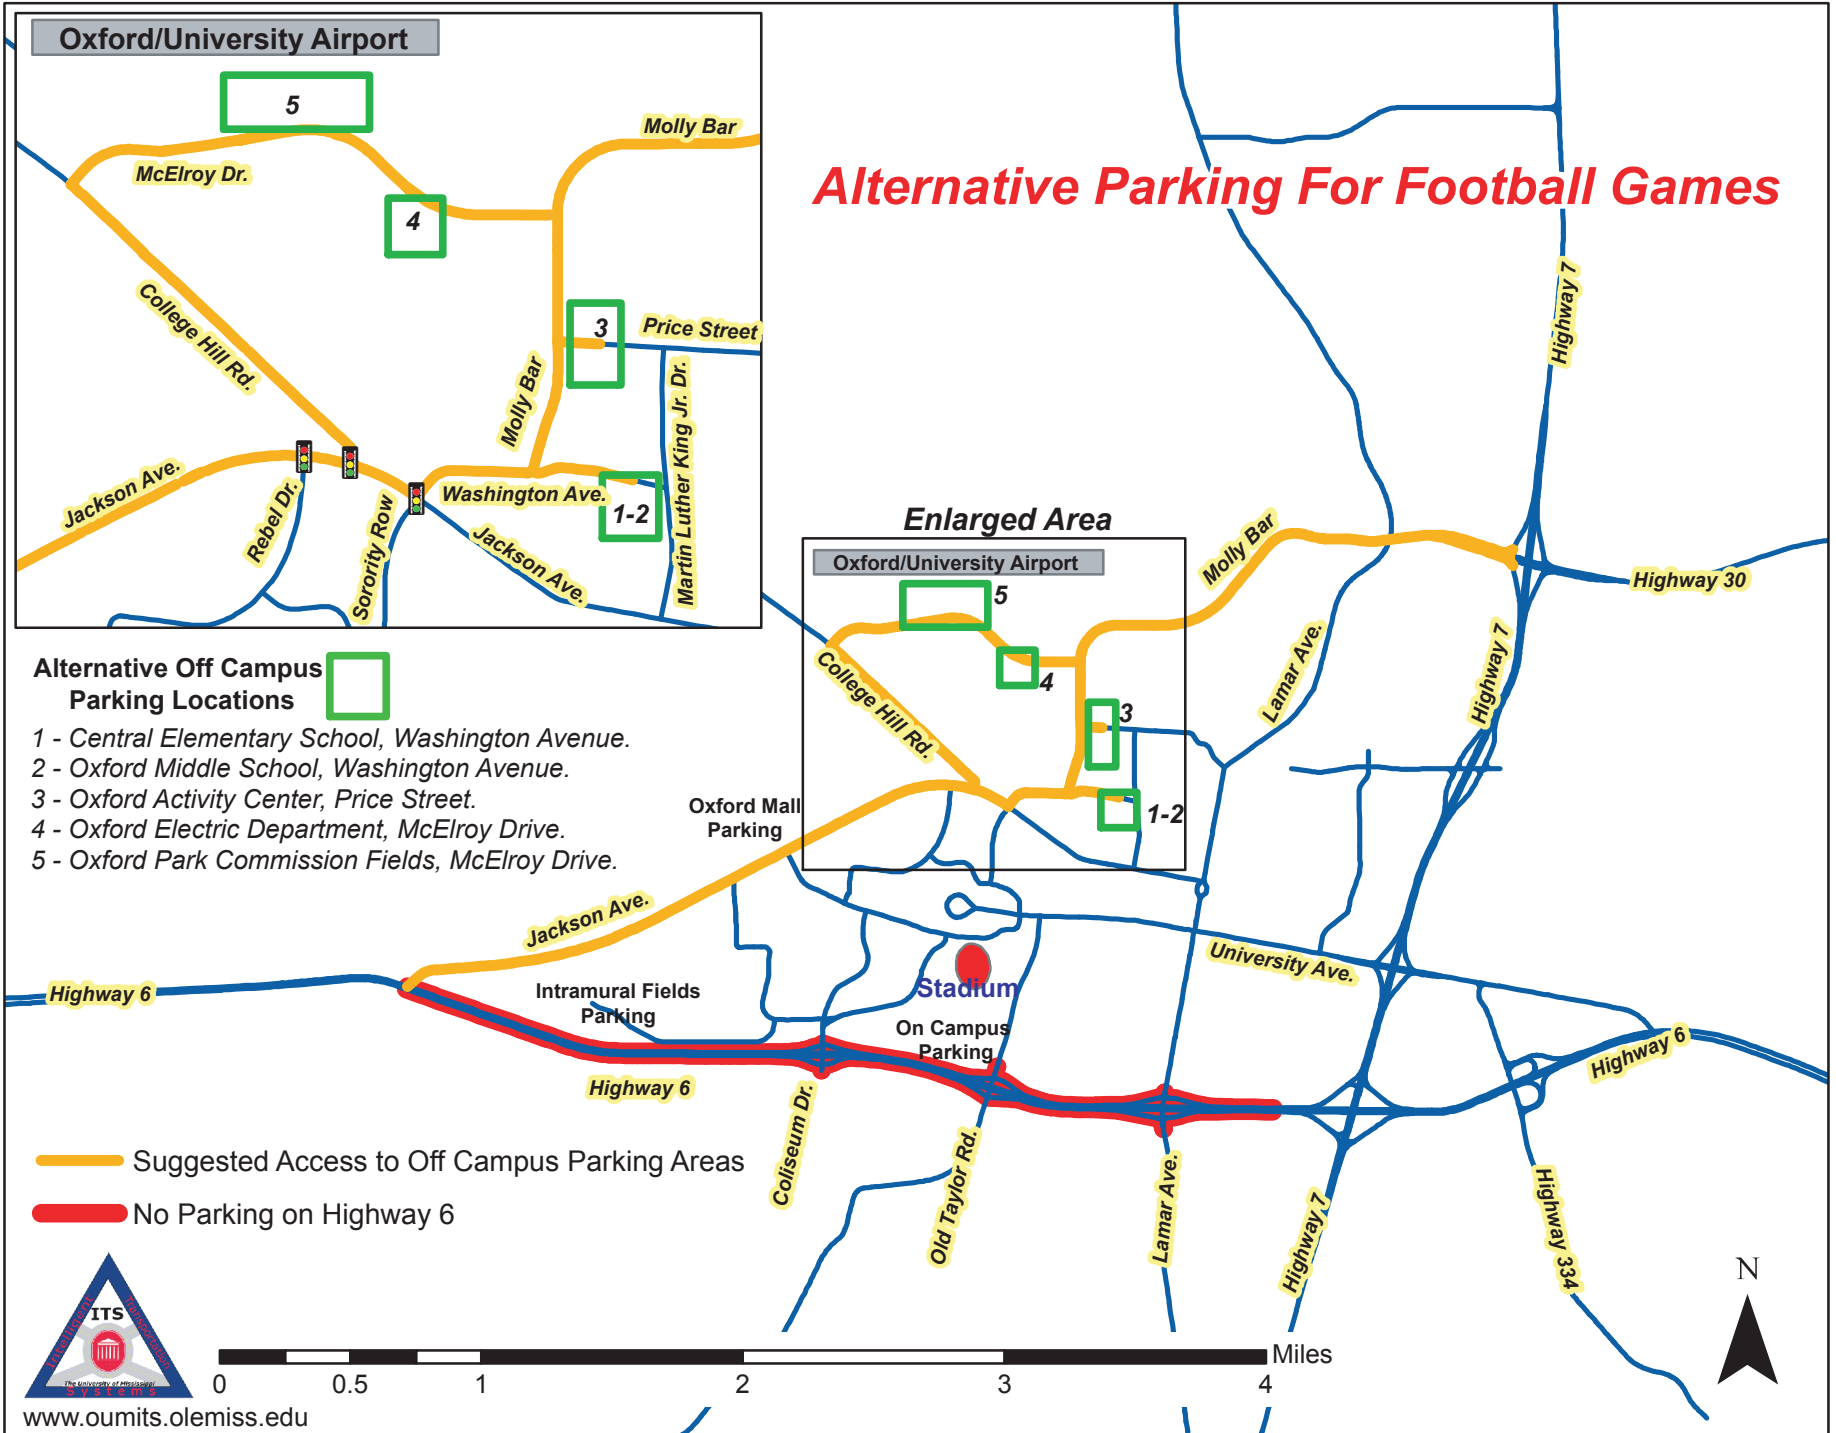 Oxford/University Airport
5
Molly Bar
McElroy Dr.
4
College Hill Rd.
3
Price Street
Molly Bar
Martin Luther King Jr. Dr.
Jackson Ave.
Rebel Dr.
Sorority Row
Washington Ave.
1-2
Jackson Ave.
Alternative Parking For Football Games
Highway 7
Enlarged Area
Oxford/University Airport
5
4
3
1-2
College Hill Rd.
Molly Bar
Highway 30
Lamar Ave.
Highway 7
Alternative Off Campus
Parking Locations
1 - Central Elementary School, Washington Avenue.
2 - Oxford Middle School, Washington Avenue.
3 - Oxford Activity Center, Price Street.
4 - Oxford Electric Department, McElroy Drive.
5 - Oxford Park Commission Fields, McElroy Drive.
Oxford Mall
Parking
Jackson Ave.
Highway 6
Intramural Fields
Parking
Stadium
On Campus
Parking
University Ave.
Highway 6
Highway 6
Coliseum Dr.
Old Taylor Rd.
Lamar Ave.
Highway 7
Highway 334
Suggested Access to Off Campus Parking Areas
No Parking on Highway 6
N
ITS
Intelligent
Transportation
The University of Mississippi
Systems
www.oumits.olemiss.edu
Miles
0 0.5 1 2 3 4